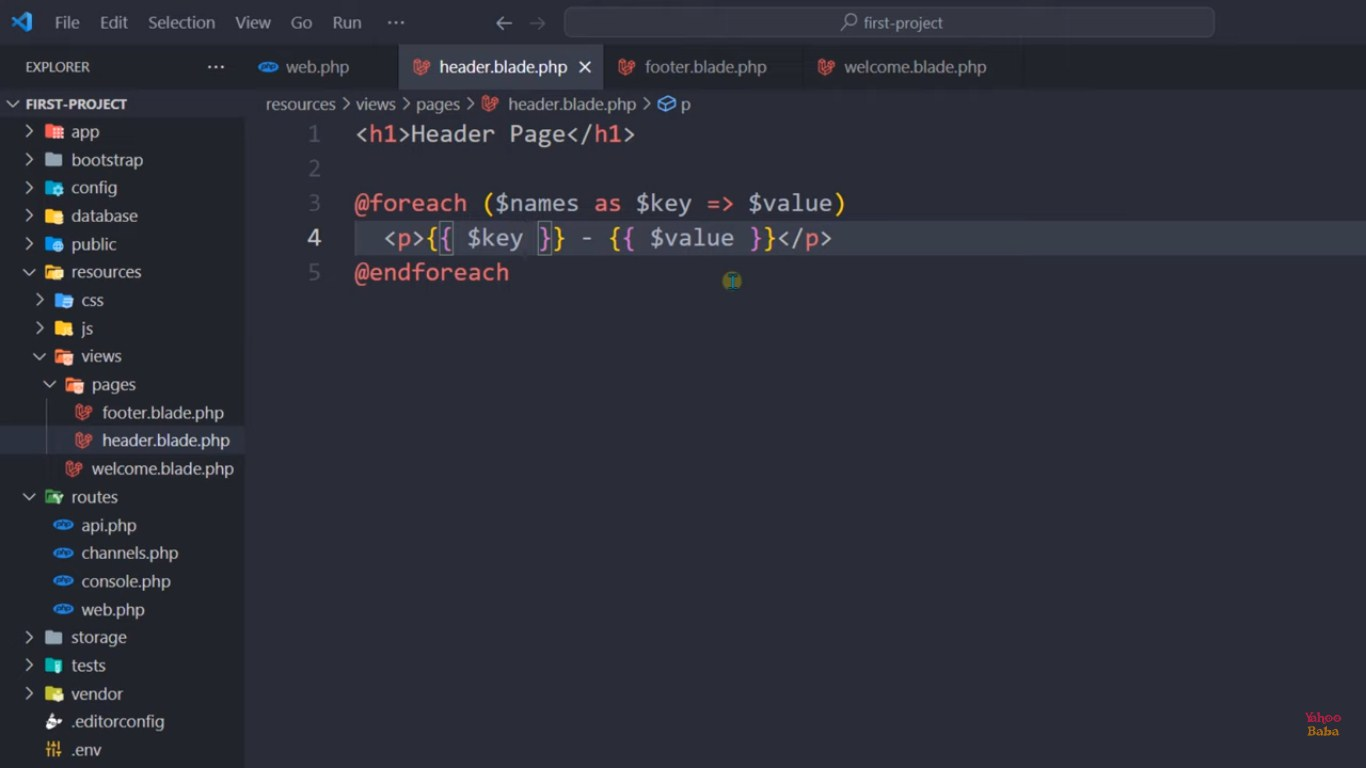 File Edit Selection View Go Run ··· first-project
EXPLORER ··· web.php header.blade.php footer.blade.php welcome.blade.php
FIRST-PROJECT
resources > views > pages > header.blade.php > p
1 <h1>Header Page</h1>
2
3 @foreach ($names as $key => $value)
4 <p>{{ $key }} - {{ $value }}</p>
5 @endforeach
app
bootstrap
config
database
public
resources
css
js
views
pages
footer.blade.php
header.blade.php
welcome.blade.php
routes
php api.php
php channels.php
php console.php
php web.php
storage
tests
vendor
.editorconfig
.env
Yahoo
Baba